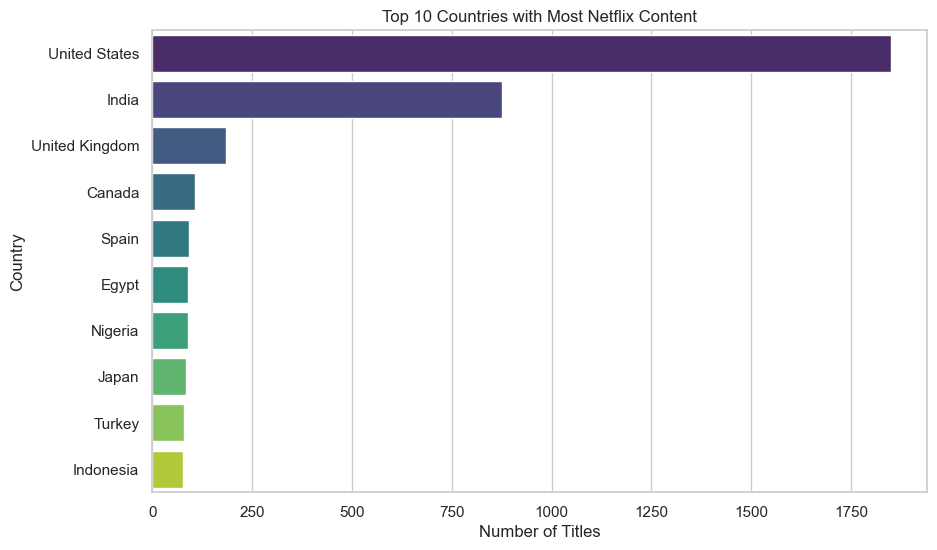 Top 10 Countries with Most Netflix Content
United States
India
United Kingdom
Canada
Spain
Egypt
Nigeria
Japan
Turkey
Indonesia
Country
0 250 500 750 1000 1250 1500 1750
Number of Titles